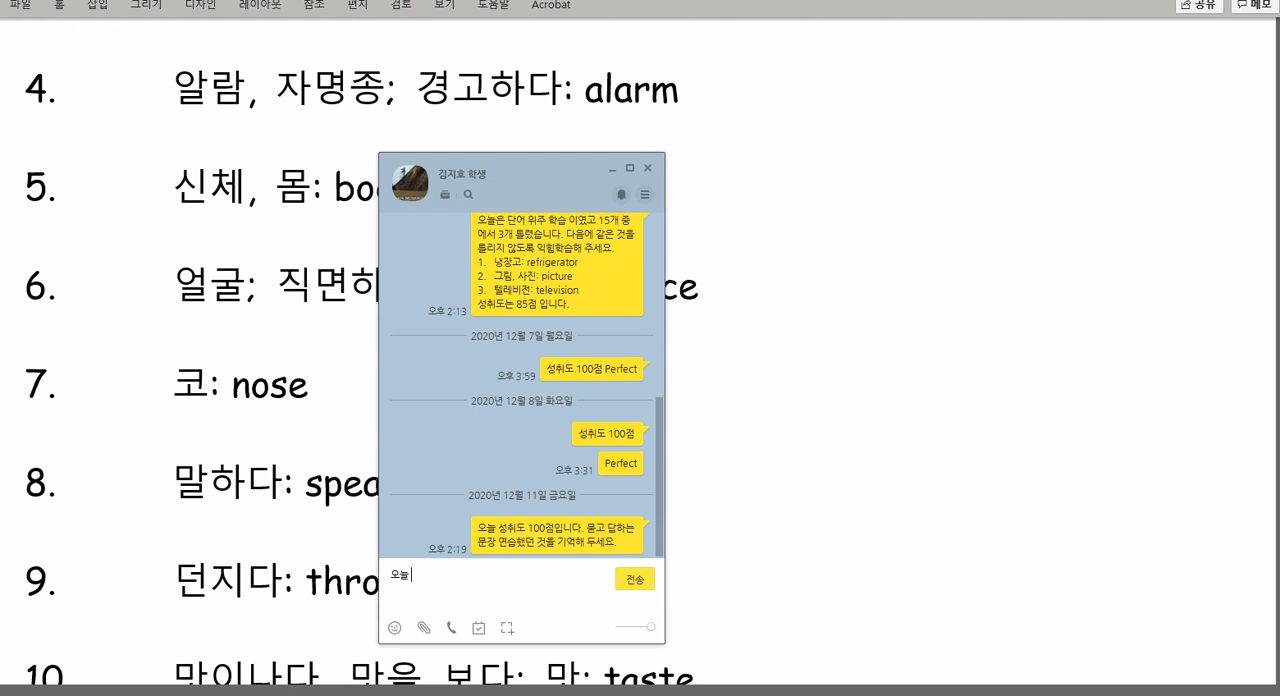 파일 홈 삽입 그리기 디자인 레이아웃 참조 편지 검토 보기 도움말 Acrobat 공유 메모
4. 알람, 자명종; 경고하다: alarm
5. 신체, 몸:
6. 얼굴;
7. 코: nose
8. 말하다:
9. 던지다:
10. 맛이나다, 맛을 보다; 맛: taste
김지호 학생
오늘은 단어 위주 학습 이였고 15개 중
에서 3개 틀렸습니다. 다음에 같은 것을
틀리지 않도록 익힘학습해 주세요.
1. 냉장고: refrigerator
2. 그림, 사진: picture
3. 텔레비전: television
성취도는 85점 입니다.
오후 2:13
2020년 12월 7일 월요일
성취도 100점 Perfect
오후 3:59
2020년 12월 8일 화요일
성취도 100점
Perfect
오후 3:31
2020년 12월 11일 금요일
오늘 성취도 100점입니다. 묻고 답하는
문장 연습했던 것을 기억해 두세요.
오후 2:19
오늘
전송